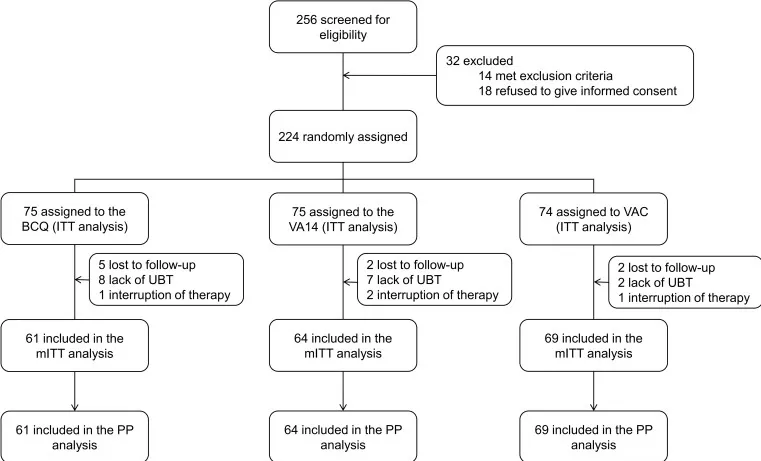 256 screened for
eligibility
32 excluded
14 met exclusion criteria
18 refused to give informed consent
224 randomly assigned
75 assigned to the
BCQ (ITT analysis)
75 assigned to the
VA14 (ITT analysis)
74 assigned to VAC
(ITT analysis)
5 lost to follow-up
8 lack of UBT
1 interruption of therapy
2 lost to follow-up
7 lack of UBT
2 interruption of therapy
2 lost to follow-up
2 lack of UBT
1 interruption of therapy
61 included in the
mITT analysis
64 included in the
mITT analysis
69 included in the
mITT analysis
61 included in the PP
analysis
64 included in the PP
analysis
69 included in the PP
analysis